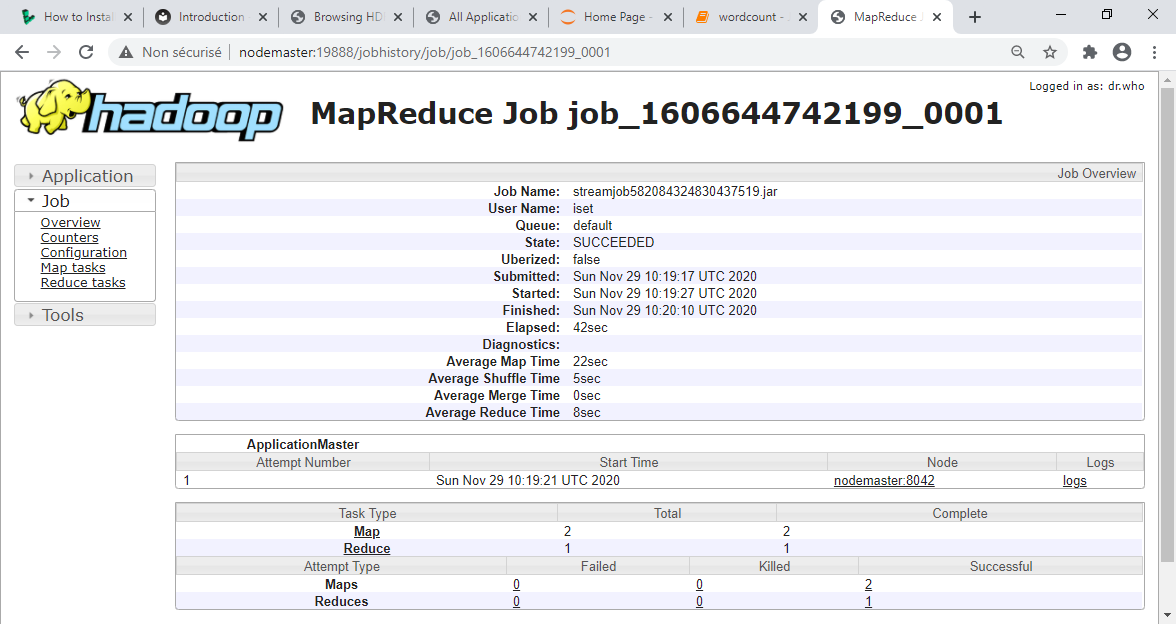 How to Instal
Introduction
Browsing HD
All Applicatio
Home Page -
wordcount -
MapReduce
Non sécurisé nodemaster:19888/jobhistory/job/job_1606644742199_0001
Logged in as: dr.who
hadoop
MapReduce Job job_1606644742199_0001
Application
Job
Overview
Counters
Configuration
Map tasks
Reduce tasks
Tools
Job Overview
Job Name: streamjob582084324830437519.jar
User Name: iset
Queue: default
State: SUCCEEDED
Uberized: false
Submitted: Sun Nov 29 10:19:17 UTC 2020
Started: Sun Nov 29 10:19:27 UTC 2020
Finished: Sun Nov 29 10:20:10 UTC 2020
Elapsed: 42sec
Diagnostics:
Average Map Time 22sec
Average Shuffle Time 5sec
Average Merge Time 0sec
Average Reduce Time 8sec
ApplicationMaster
Attempt Number Start Time Node Logs
1 Sun Nov 29 10:19:21 UTC 2020 nodemaster:8042 logs
Task Type Total Complete
Map 2 2
Reduce 1 1
Attempt Type Failed Killed Successful
Maps 0 0 2
Reduces 0 0 1